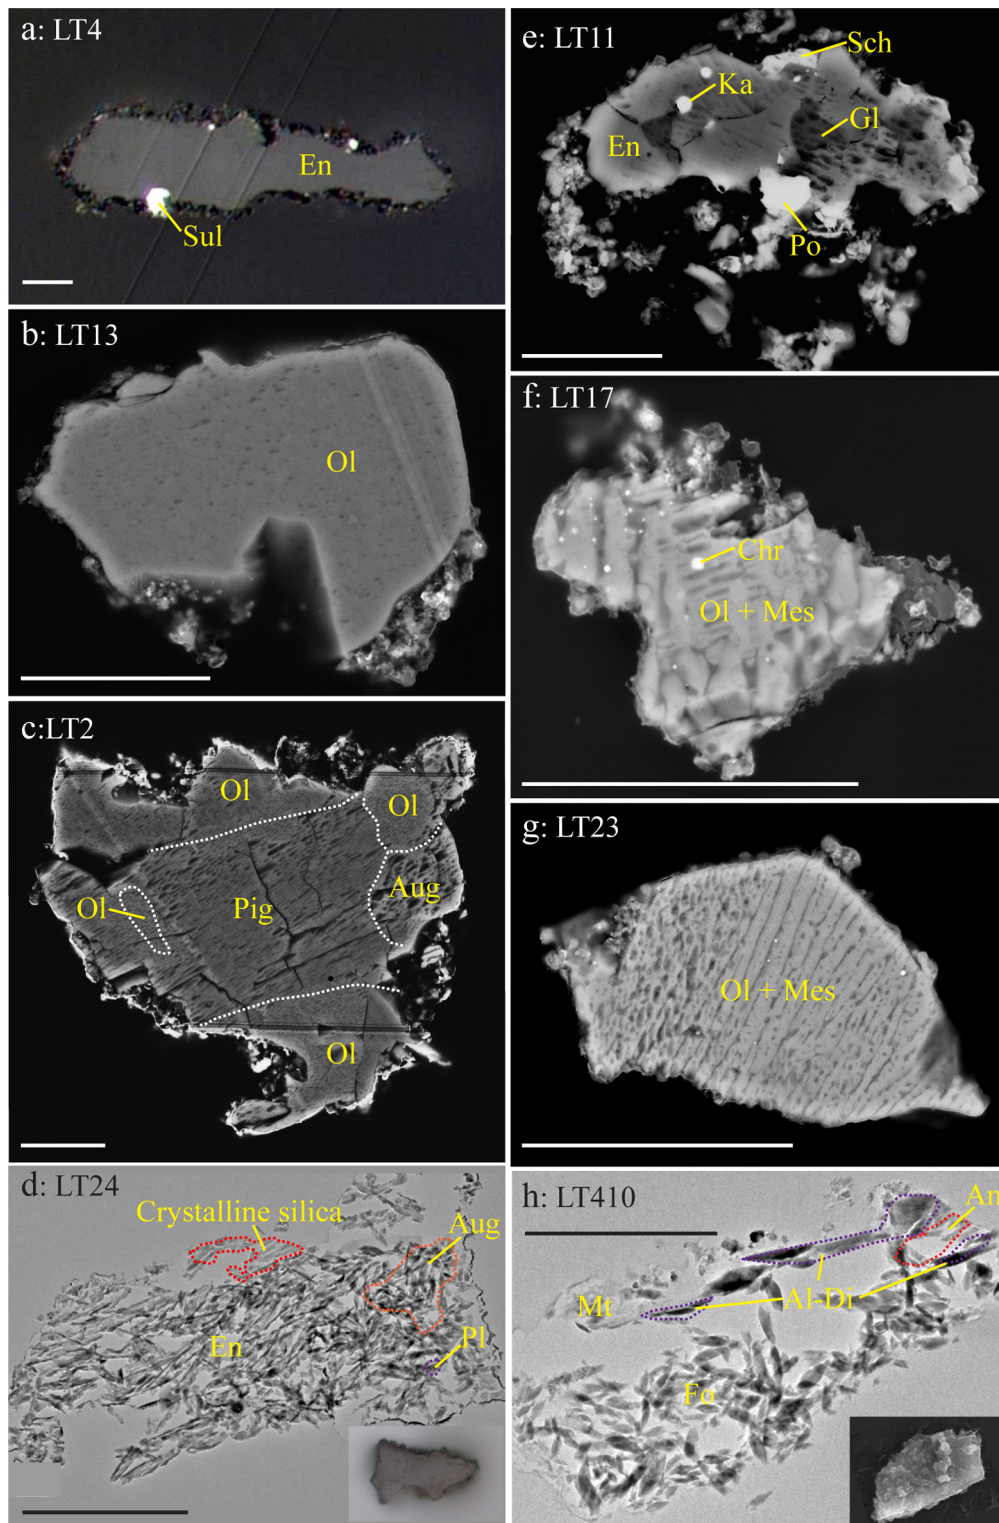 a: LT4
En
Sul
b: LT13
Ol
c:LT2
Ol
Ol
Aug
Ol
Pig
Ol
d: LT24
Crystalline silica
Aug
En
Pl
e: LT11
Sch
Ka
Gl
En
Po
f: LT17
Chr
Ol + Mes
g: LT23
Ol + Mes
h: LT410
An
Mt
Al-Di
Fo